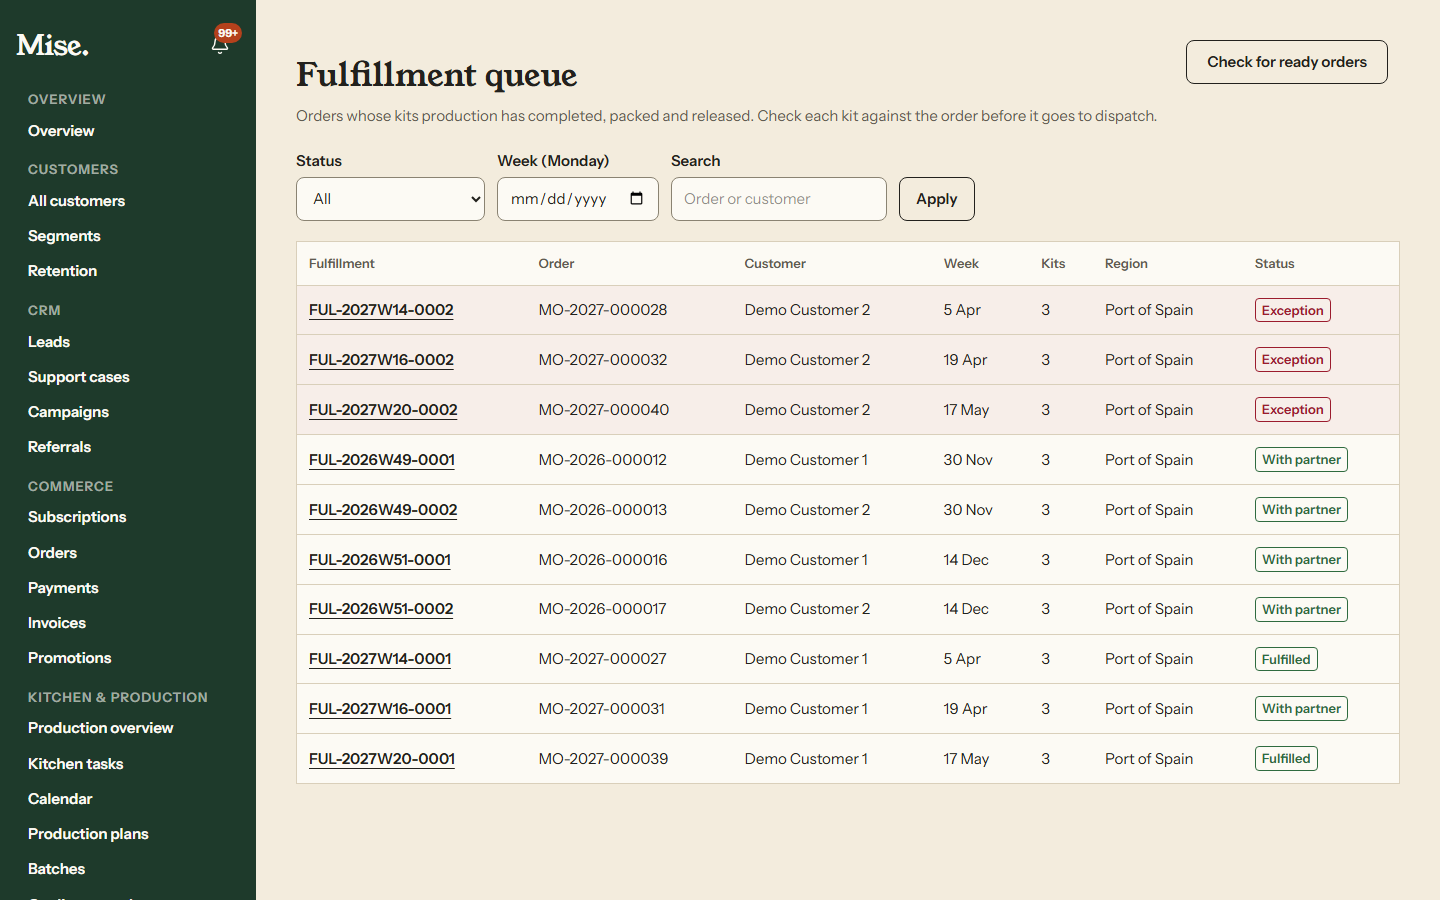 Mise.
99+
OVERVIEW
Overview
CUSTOMERS
All customers
Segments
Retention
CRM
Leads
Support cases
Campaigns
Referrals
COMMERCE
Subscriptions
Orders
Payments
Invoices
Promotions
KITCHEN & PRODUCTION
Production overview
Kitchen tasks
Calendar
Production plans
Batches
Fulfillment queue
Check for ready orders
Orders whose kits production has completed, packed and released. Check each kit against the order before it goes to dispatch.
Status Week (Monday) Search
All mm/dd/yyyy Order or customer Apply
Fulfillment Order Customer Week Kits Region Status
FUL-2027W14-0002 MO-2027-000028 Demo Customer 2 5 Apr 3 Port of Spain Exception
FUL-2027W16-0002 MO-2027-000032 Demo Customer 2 19 Apr 3 Port of Spain Exception
FUL-2027W20-0002 MO-2027-000040 Demo Customer 2 17 May 3 Port of Spain Exception
FUL-2026W49-0001 MO-2026-000012 Demo Customer 1 30 Nov 3 Port of Spain With partner
FUL-2026W49-0002 MO-2026-000013 Demo Customer 2 30 Nov 3 Port of Spain With partner
FUL-2026W51-0001 MO-2026-000016 Demo Customer 1 14 Dec 3 Port of Spain With partner
FUL-2026W51-0002 MO-2026-000017 Demo Customer 2 14 Dec 3 Port of Spain With partner
FUL-2027W14-0001 MO-2027-000027 Demo Customer 1 5 Apr 3 Port of Spain Fulfilled
FUL-2027W16-0001 MO-2027-000031 Demo Customer 1 19 Apr 3 Port of Spain With partner
FUL-2027W20-0001 MO-2027-000039 Demo Customer 1 17 May 3 Port of Spain Fulfilled